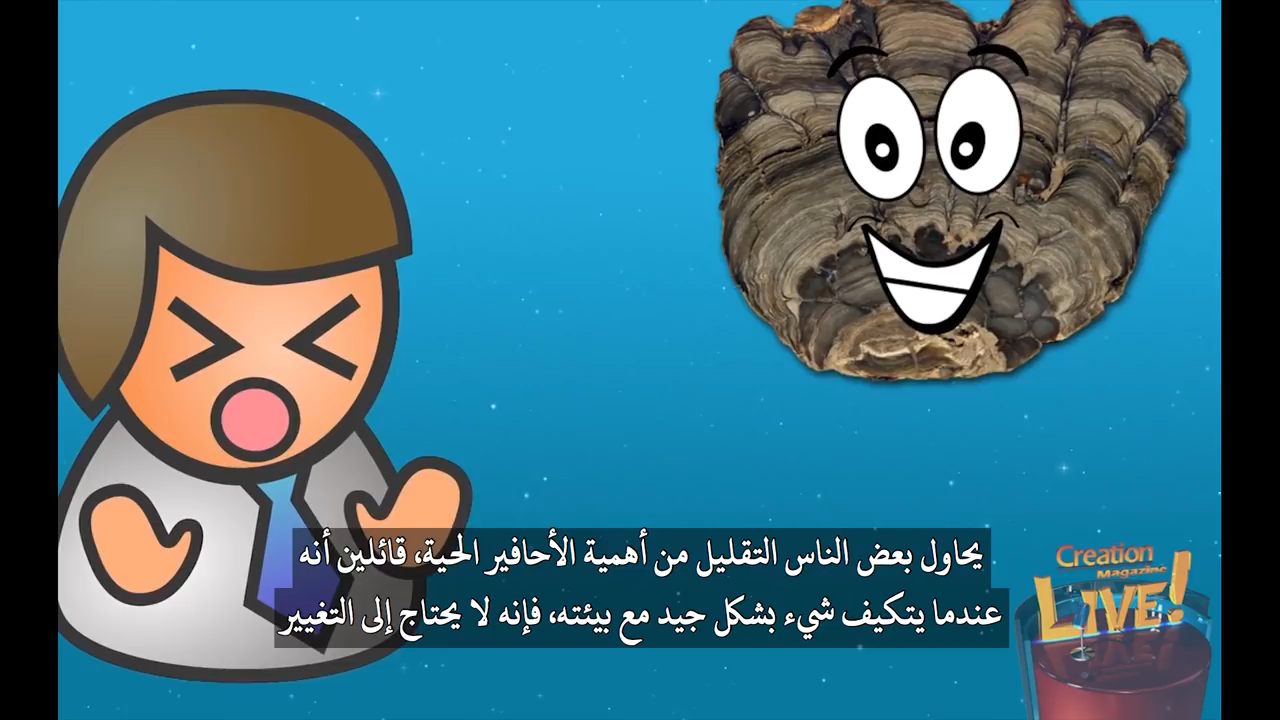 يحاول بعض الناس التقليل من أهمية الأحافير الحية، قائلين أنه
عندما يتكيف شيء بشكل جيد مع بيئته، فإنه لا يحتاج إلى التغيير
Creation
Magazine
LIVE!